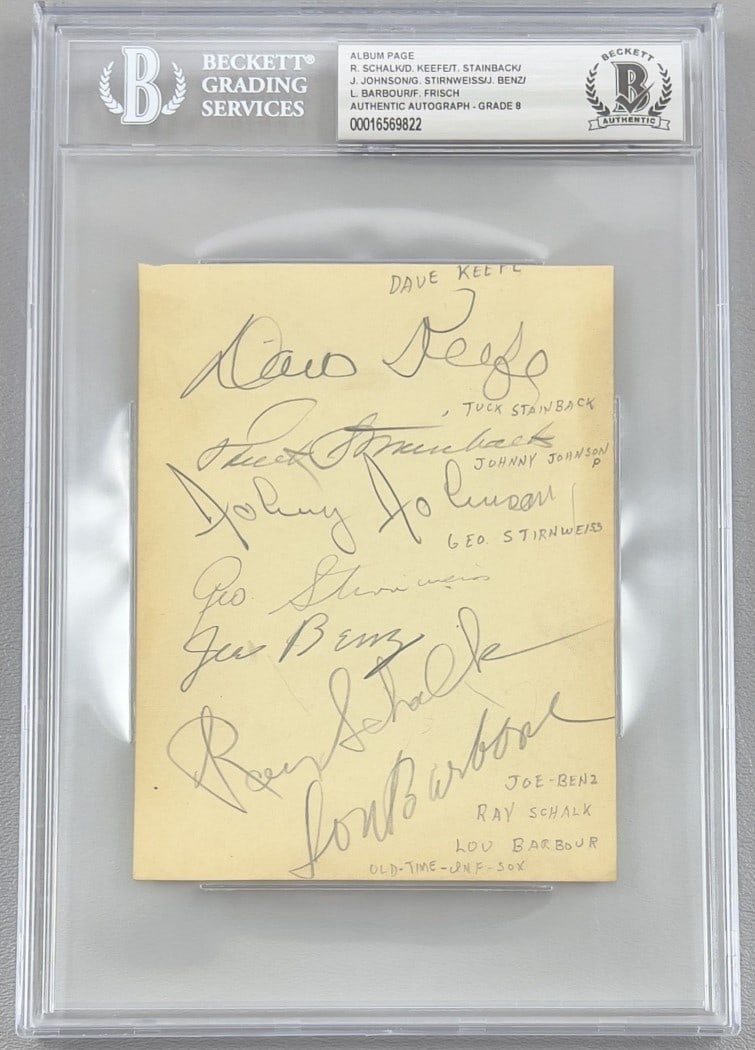 BECKETT®
GRADING
SERVICES
ALBUM PAGE
R. SCHALK/D. KEEFE/T. STAINBACK/
J. JOHNSON/G. STIRNWEISS/J. BENZ/
L. BARBOUR/F. FRISCH
AUTHENTIC AUTOGRAPH - GRADE 8
00016569822
BECKETT
AUTHENTIC
DAVE KEEFE
Dave Keefe
TUCK STAINBACK
Tuck Stainback
JOHNNY JOHNSON
P
Johnny Johnson
GEO. STIRNWEISS
Geo. Stirnweiss
Joe Benz
Ray Schalk
Lou Barbour
JOE-BENZ
RAY SCHALK
LOU BARBOUR
OLD-TIME- SOX